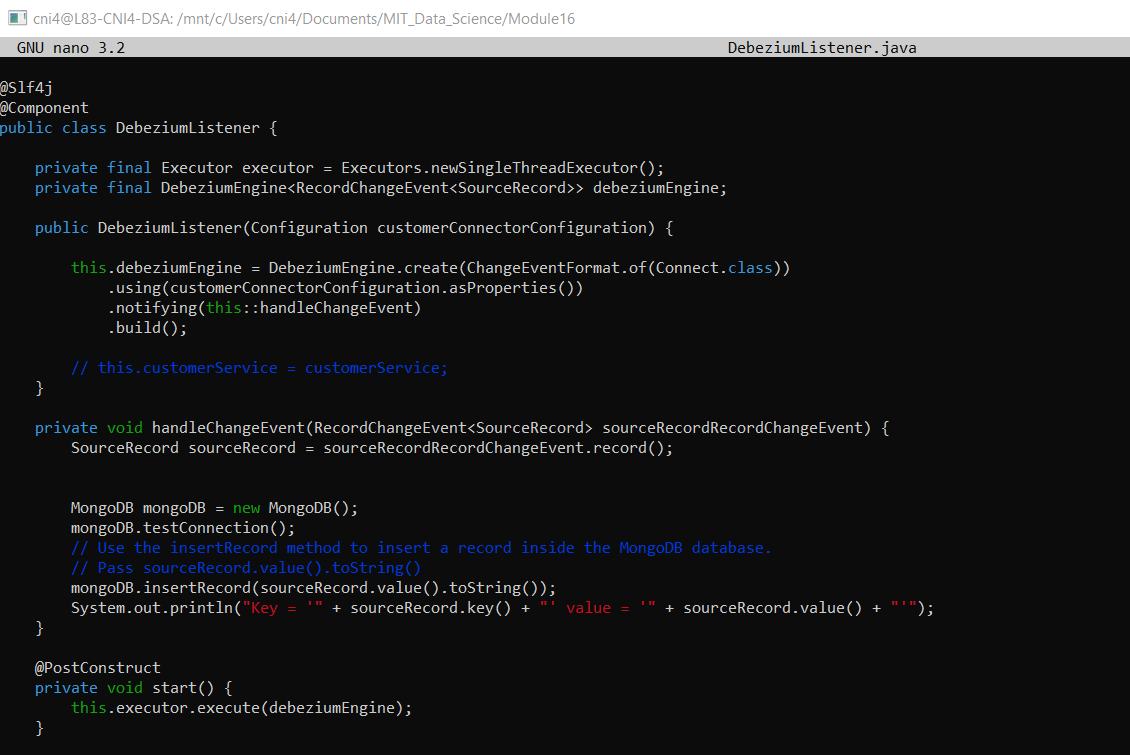 cni4@L83-CNI4-DSA: /mnt/c/Users/cni4/Documents/MIT_Data_Science/Module16
GNU nano 3.2 DebeziumListener.java
@Slf4j
@Component
public class DebeziumListener {
private final Executor executor = Executors.newSingleThreadExecutor();
private final DebeziumEngine<RecordChangeEvent<SourceRecord>> debeziumEngine;
public DebeziumListener(Configuration customerConnectorConfiguration) {
this.debeziumEngine = DebeziumEngine.create(ChangeEventFormat.of(Connect.class))
.using(customerConnectorConfiguration.asProperties())
.notifying(this::handleChangeEvent)
.build();
// this.customerService = customerService;
}
private void handleChangeEvent(RecordChangeEvent<SourceRecord> sourceRecordRecordChangeEvent) {
SourceRecord sourceRecord = sourceRecordRecordChangeEvent.record();
MongoDB mongoDB = new MongoDB();
mongoDB.testConnection();
// Use the insertRecord method to insert a record inside the MongoDB database.
// Pass sourceRecord.value().toString()
mongoDB.insertRecord(sourceRecord.value().toString());
System.out.println("Key = '" + sourceRecord.key() + "' value = '" + sourceRecord.value() + "'");
}
@PostConstruct
private void start() {
this.executor.execute(debeziumEngine);
}